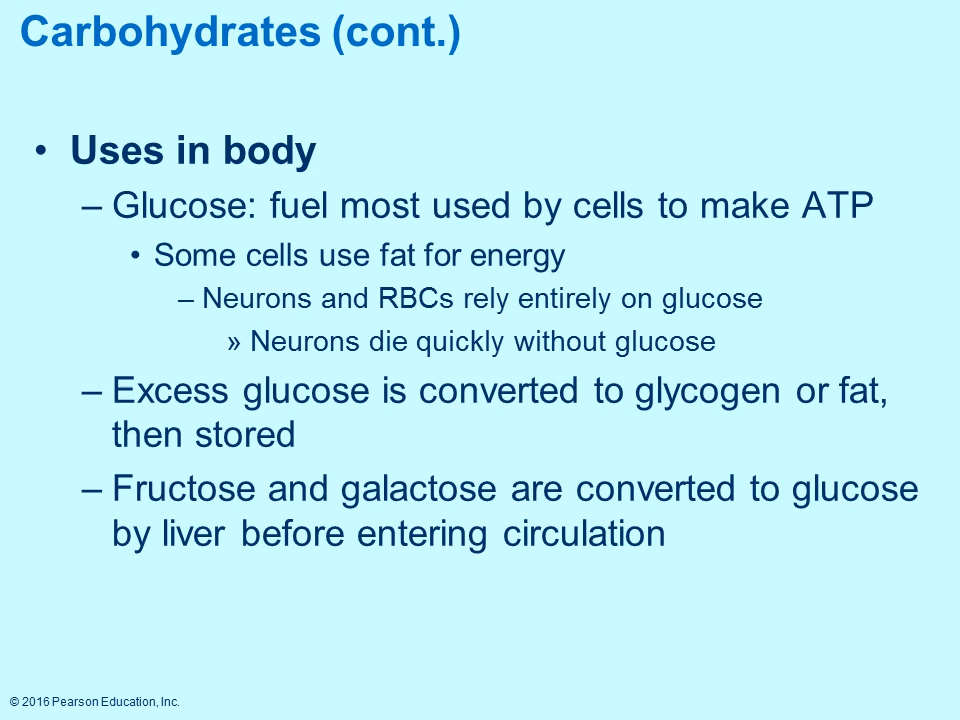 Carbohydrates (cont.)
• Uses in body
– Glucose: fuel most used by cells to make ATP
• Some cells use fat for energy
– Neurons and RBCs rely entirely on glucose
» Neurons die quickly without glucose
– Excess glucose is converted to glycogen or fat,
then stored
– Fructose and galactose are converted to glucose
by liver before entering circulation
© 2016 Pearson Education, Inc.